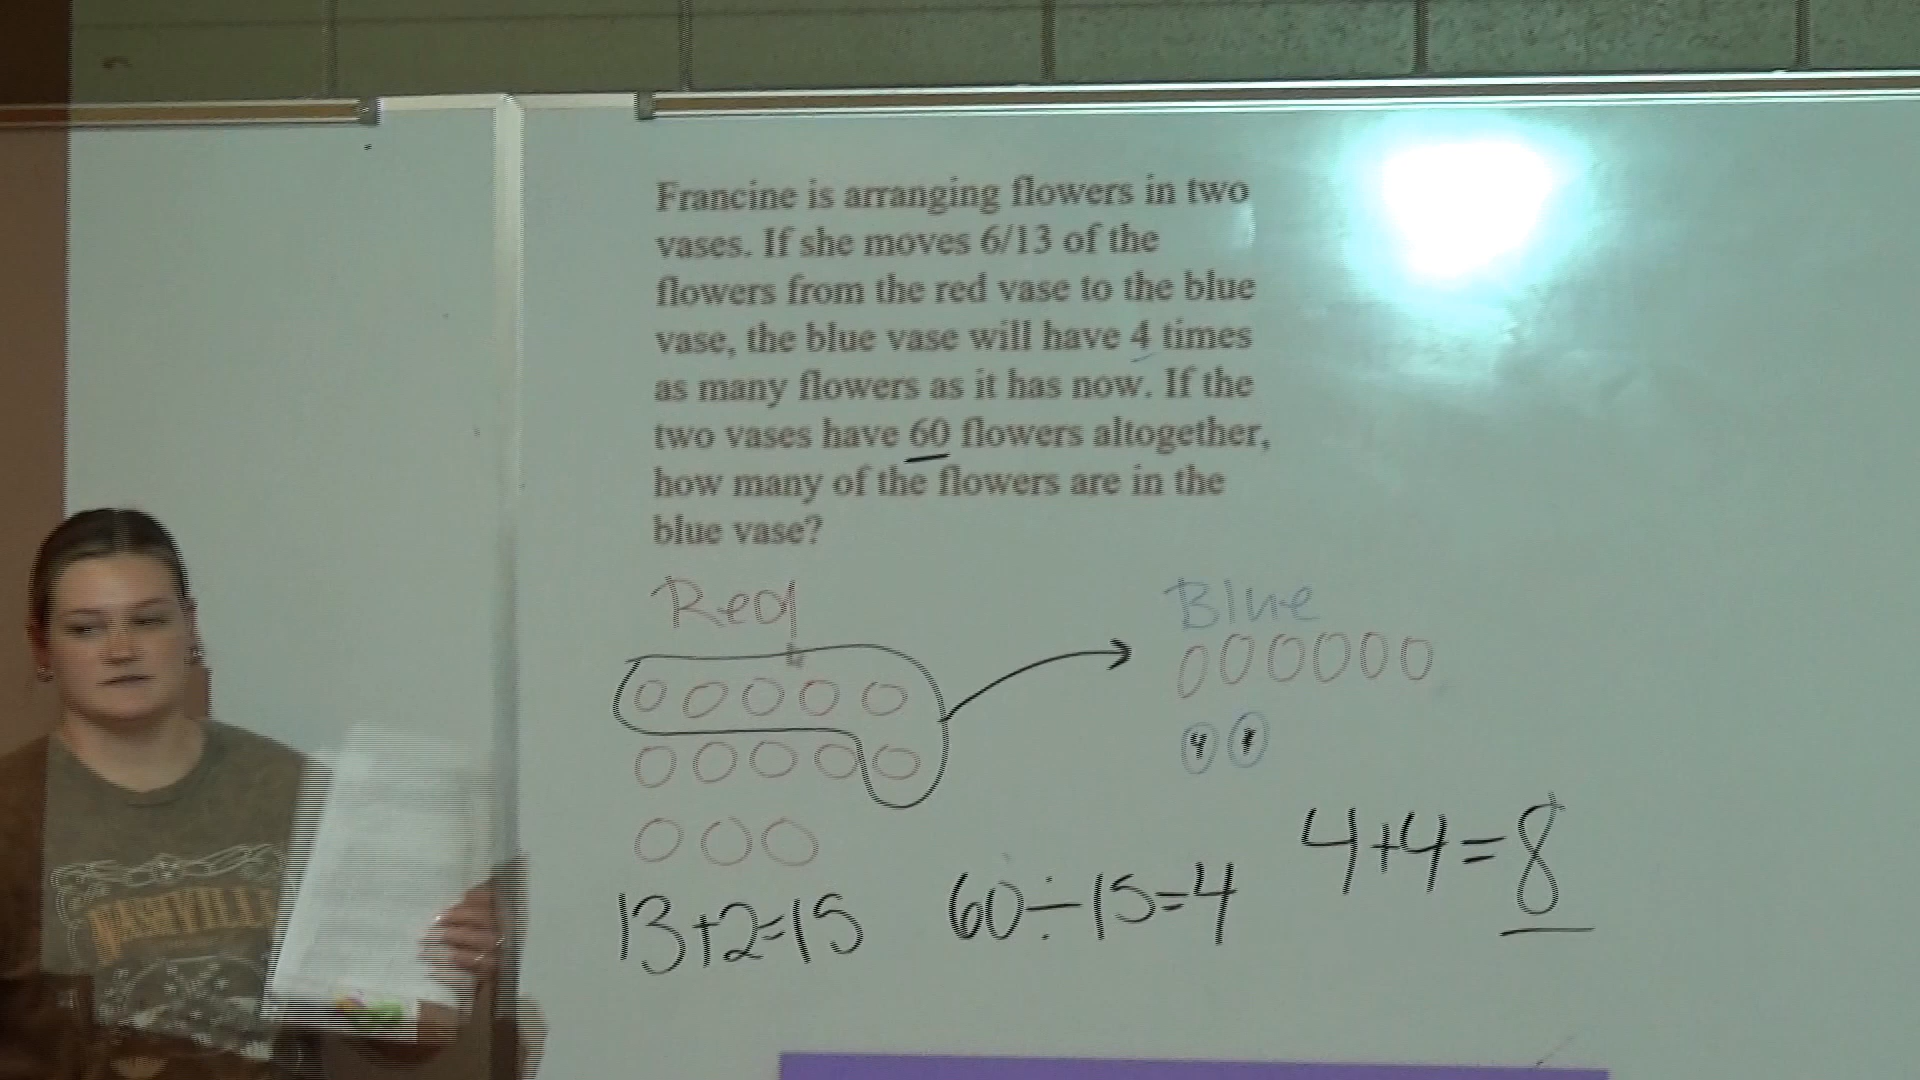 Francine is arranging flowers in two
vases. If she moves 6/13 of the
flowers from the red vase to the blue
vase, the blue vase will have 4 times
as many flowers as it has now. If the
two vases have 60 flowers altogether,
how many of the flowers are in the
blue vase?
Red
Blue
4
13+2=15
60÷15=4
4+4=8
NASHVILLE